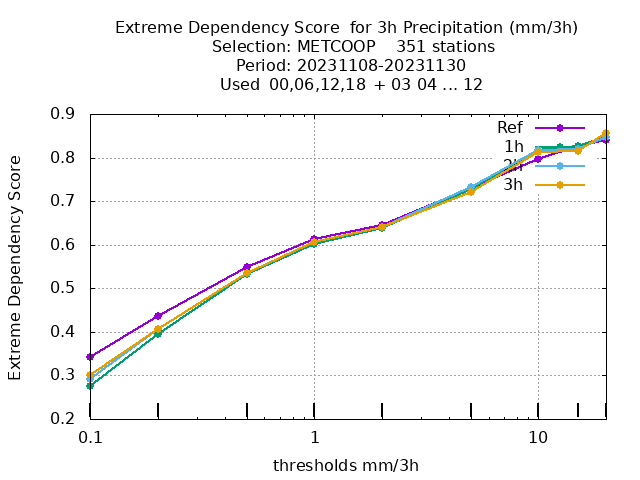 Extreme Dependency Score  for 3h Precipitation (mm/3h)
Selection: METCOOP    351 stations
Period: 20231108-20231130
Used  00,06,12,18  + 03 04 ... 12
Extreme Dependency Score
0.9
0.8
0.7
0.6
0.5
0.4
0.3
0.2
0.1
1
10
thresholds mm/3h
Ref
1h
2h
3h